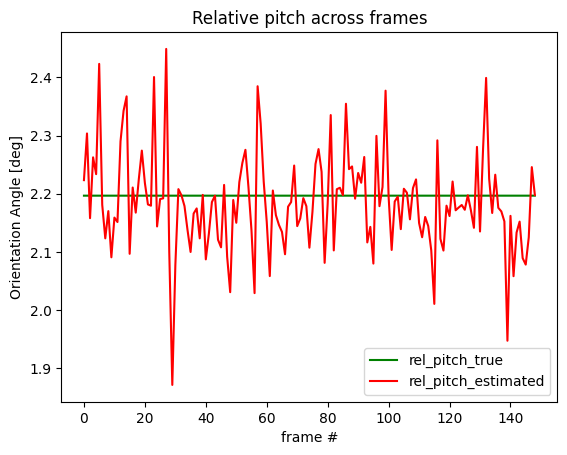 Relative pitch across frames
Orientation Angle [deg]
2.4
2.3
2.2
2.1
2.0
1.9
0 20 40 60 80 100 120 140
frame #
rel_pitch_true
rel_pitch_estimated